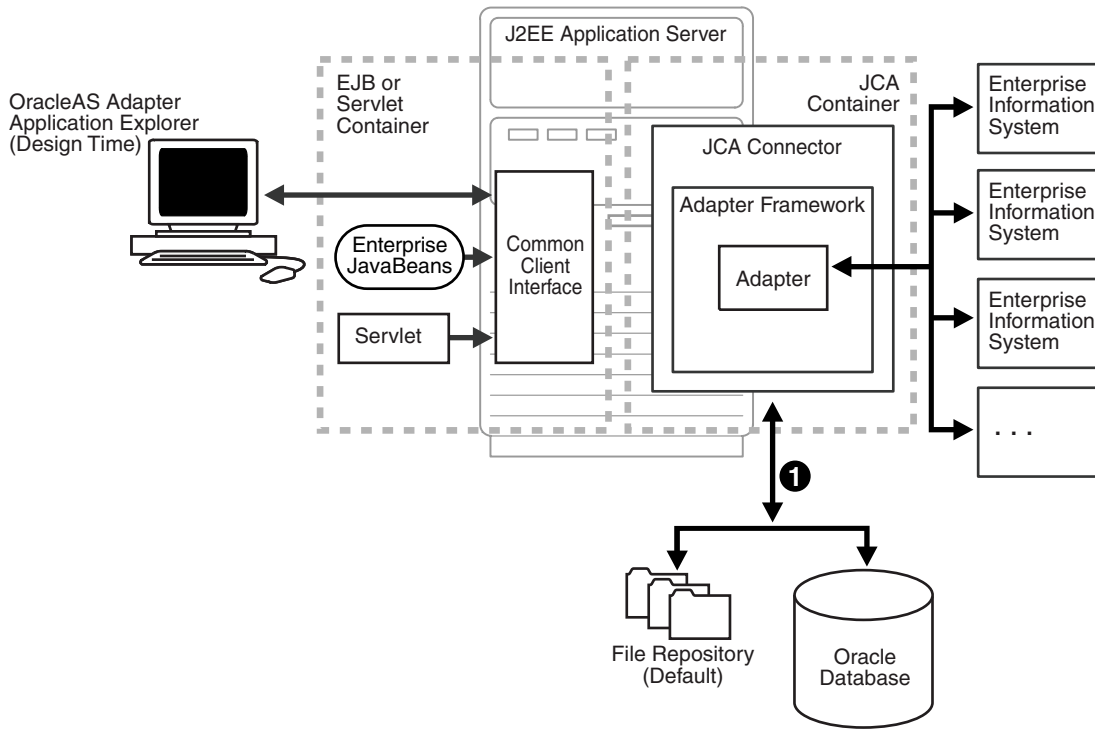 J2EE Application Server
OracleAS Adapter
Application Explorer
(Design Time)
EJB or
Servlet
Container
JCA
Container
JCA Connector
Adapter Framework
Adapter
Enterprise
JavaBeans
Servlet
Common
Client
Interface
Enterprise
Information
System
Enterprise
Information
System
Enterprise
Information
System
. . .
1
File Repository
(Default)
Oracle
Database